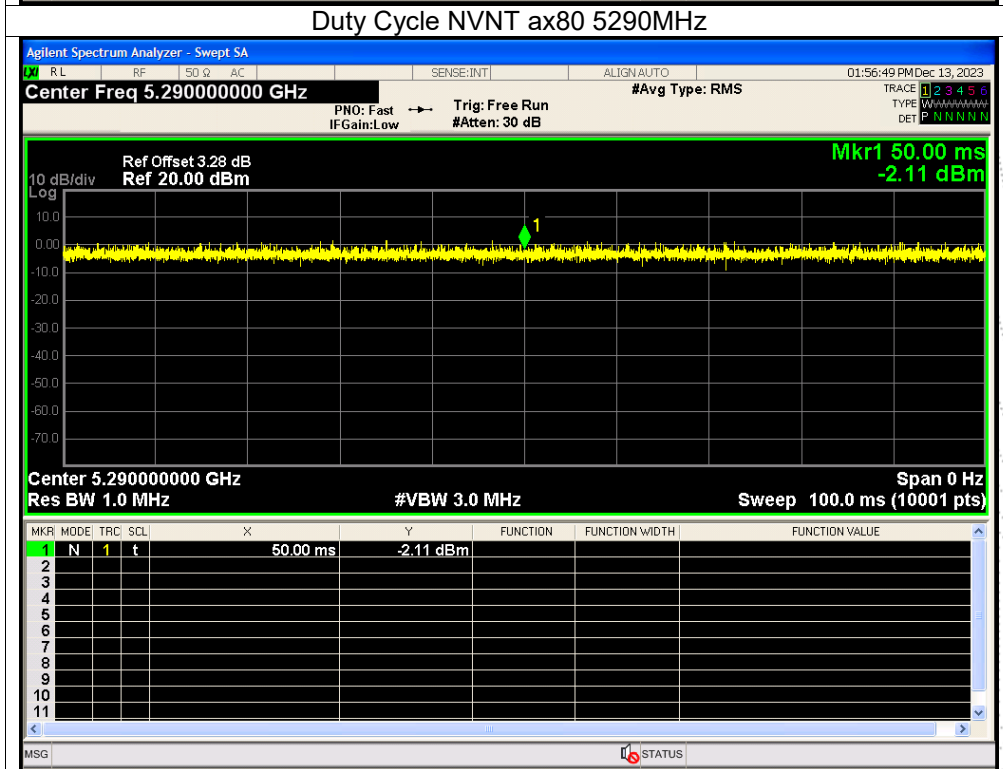 Duty Cycle NVNT ax80 5290MHz
Agilent Spectrum Analyzer - Swept SA
LXI RL RF 50 Ω AC SENSE:INT ALIGN AUTO 01:56:49 PM Dec 13, 2023
Center Freq 5.290000000 GHz #Avg Type: RMS TRACE 1 2 3 4 5 6
PNO: Fast Trig: Free Run TYPE
IFGain:Low #Atten: 30 dB DET P N N N N N
Mkr1 50.00 ms
Ref Offset 3.28 dB
10 dB/div Ref 20.00 dBm -2.11 dBm
Log
10.0
1
0.00
-10.0
-20.0
-30.0
-40.0
-50.0
-60.0
-70.0
Center 5.290000000 GHz Span 0 Hz
Res BW 1.0 MHz #VBW 3.0 MHz Sweep 100.0 ms (10001 pts)
MKR MODE TRC SCL X Y FUNCTION FUNCTION WIDTH FUNCTION VALUE
1 N 1 t 50.00 ms -2.11 dBm
2
3
4
5
6
7
8
9
10
11
MSG STATUS